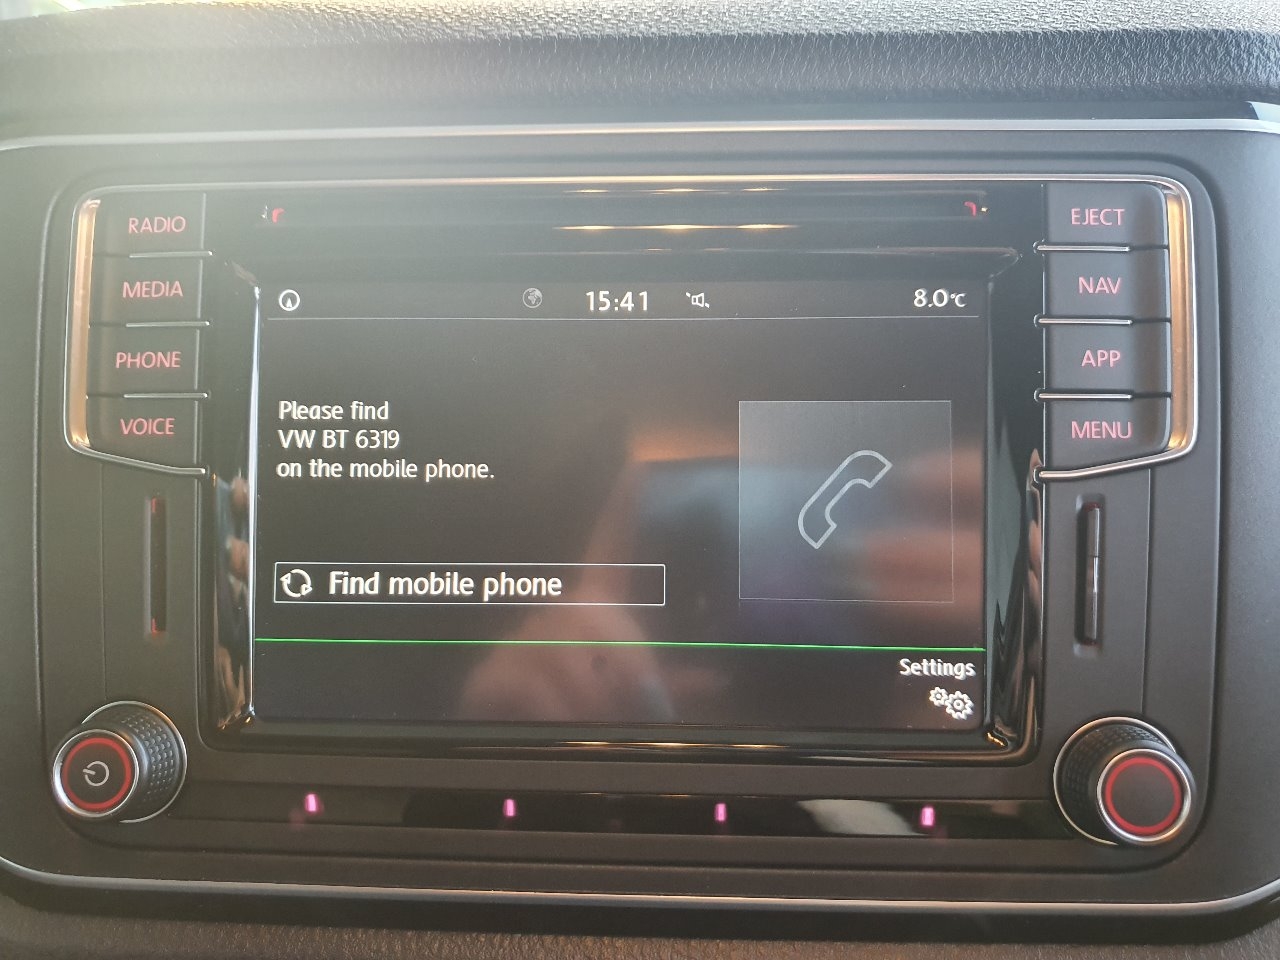 RADIO
MEDIA
PHONE
VOICE
EJECT
NAV
APP
MENU
15:41
8.0°C
Please find
VW BT 6319
on the mobile phone.
Find mobile phone
Settings